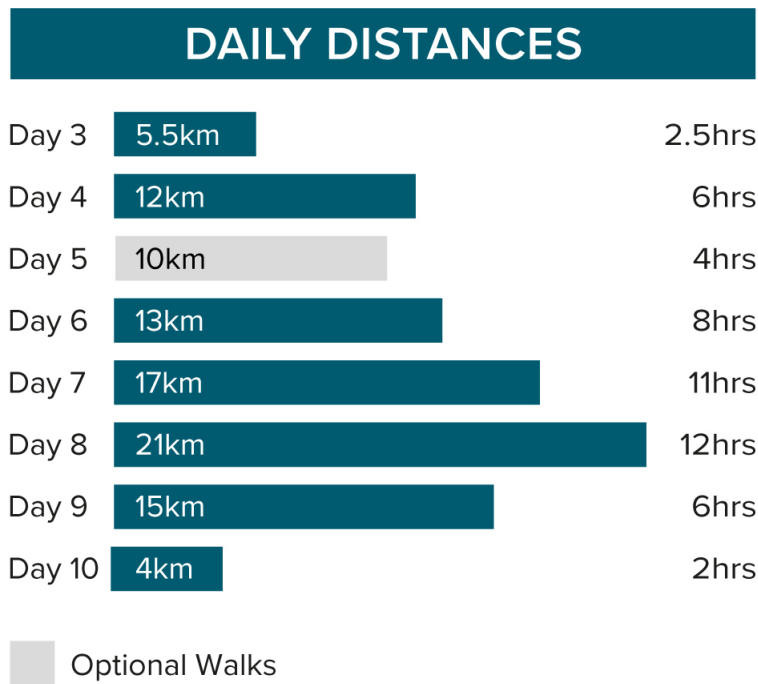 DAILY DISTANCES
Day 3 5.5km 2.5hrs
Day 4 12km 6hrs
Day 5 10km 4hrs
Day 6 13km 8hrs
Day 7 17km 11hrs
Day 8 21km 12hrs
Day 9 15km 6hrs
Day 10 4km 2hrs
Optional Walks